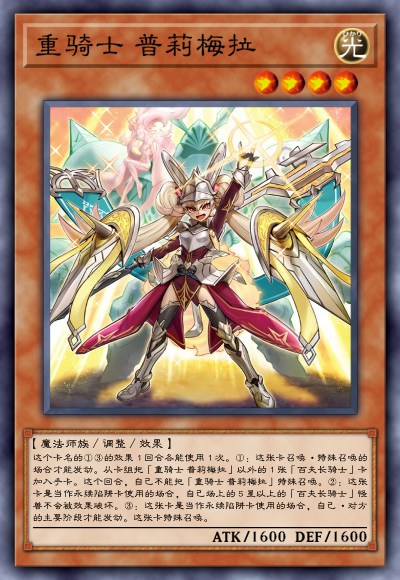 重骑士 普莉梅拉
光
【魔法师族／调整／效果】
这个卡名的①③的效果1回合各能使用1次。①：这张卡召唤·特殊召唤的
场合才能发动。从卡组把「重骑士 普莉梅拉」以外的1张「百夫长骑士」卡
加入手卡。这个回合，自己不能把「重骑士 普莉梅拉」特殊召唤。②：这张
卡是当作永续陷阱卡使用的场合，自己场上的5星以上的「百夫长骑士」怪
兽不会被效果破坏。③：这张卡是当作永续陷阱卡使用的场合，自己·对方
的主要阶段才能发动。这张卡特殊召唤。
ATK/1600 DEF/1600